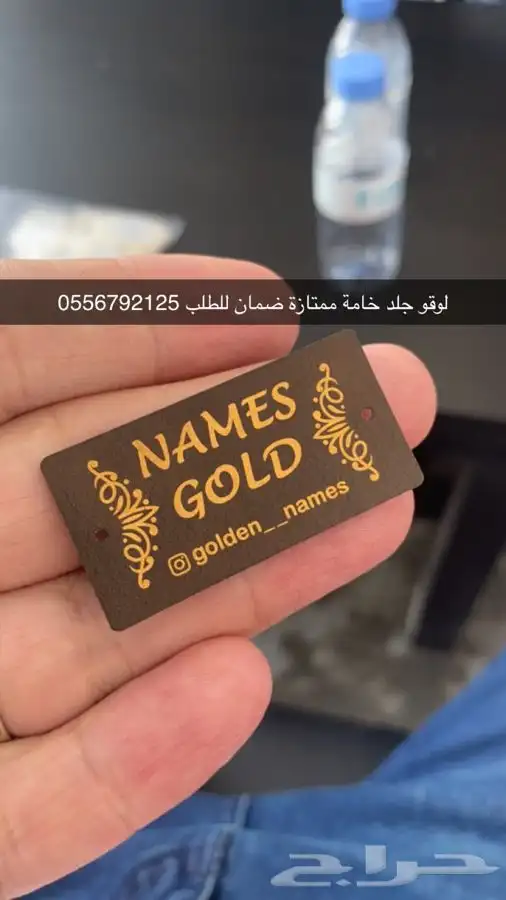 لوقو جلد خامة ممتازة ضمان للطلب 0556792125
NAMES
GOLD
golden__names
حراج